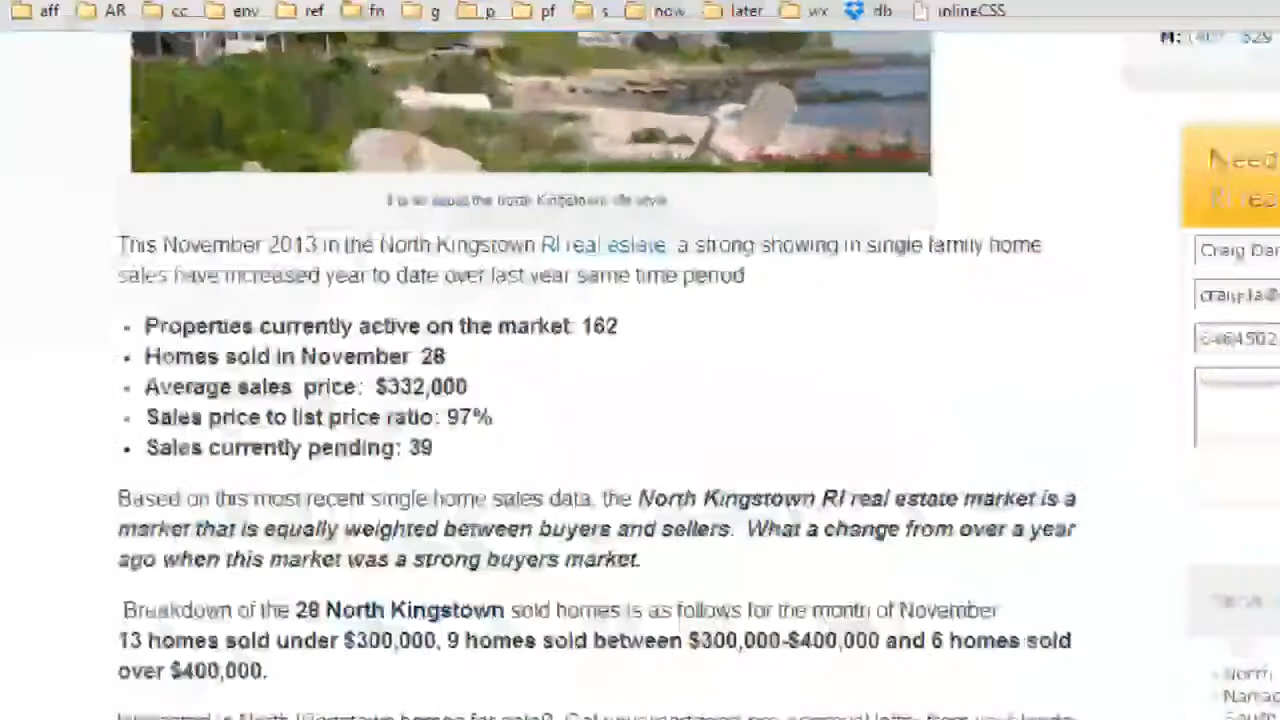 aff AR cc env ref fn g p pf s now later wx db inlineCSS
This November 2013 in the North Kingstown RI real estate, a strong showing in single family home
sales have increased year to date over last year same time period
Properties currently active on the market: 162
Homes sold in November 28
Average sales price: $332,000
Sales price to list price ratio: 97%
Sales currently pending: 39
Based on this most recent single home sales data, the North Kingstown RI real estate market is a
market that is equally weighted between buyers and sellers. What a change from over a year
ago when this market was a strong buyers market.
Breakdown of the 28 North Kingstown sold homes is as follows for the month of November
13 homes sold under $300,000, 9 homes sold between $300,000-$400,000 and 6 homes sold
over $400,000.
Need
Craig Dar